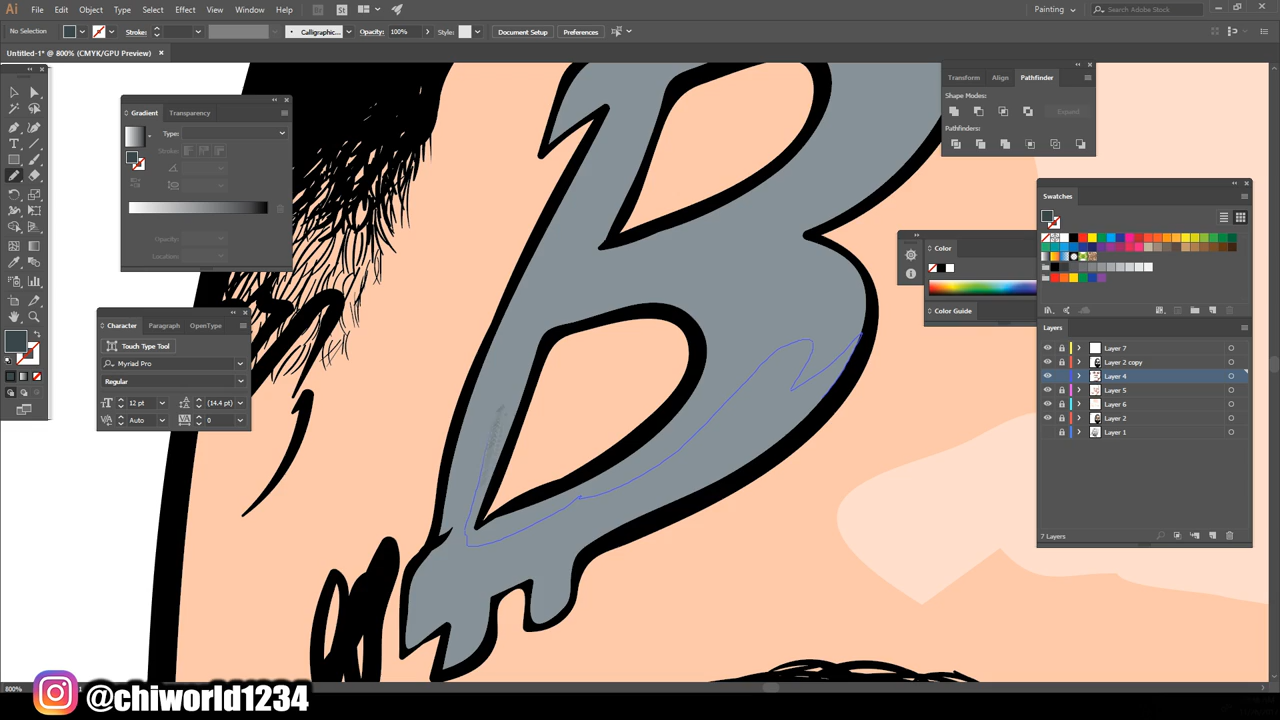 Ai File Edit Object Type Select Effect View Window Help Br St Painting Search Adobe Stock
No Selection Stroke: Calligraphic... Opacity: 100% Style: Document Setup Preferences
Untitled-1* @ 800% (CMYK/GPU Preview)
Gradient Transparency
Type:
Stroke:
Opacity:
Location:
Character Paragraph OpenType
Touch Type Tool
Myriad Pro
Regular
12 pt (14.4 pt)
Auto 0
Transform Align Pathfinder
Shape Modes:
Expand
Pathfinders:
Swatches
Color
Color Guide
Layers
Layer 7
Layer 2 copy
Layer 4
Layer 5
Layer 6
Layer 2
Layer 1
7 Layers
B
800%
@chiworld1234